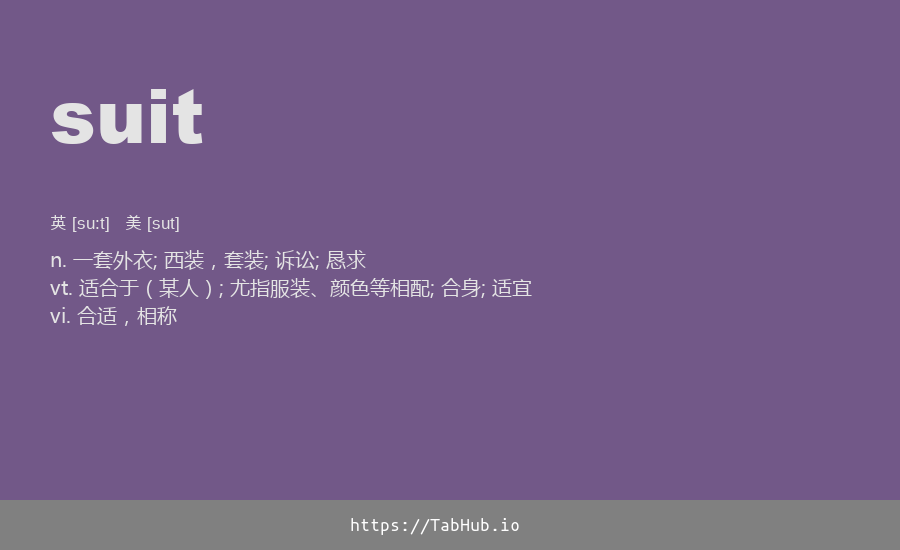 suit
英 [suːt] 美 [sut]
n. 一套外衣; 西装，套装; 诉讼; 恳求
vt. 适合于（某人）; 尤指服装、颜色等相配; 合身; 适宜
vi. 合适，相称
https://TabHub.io